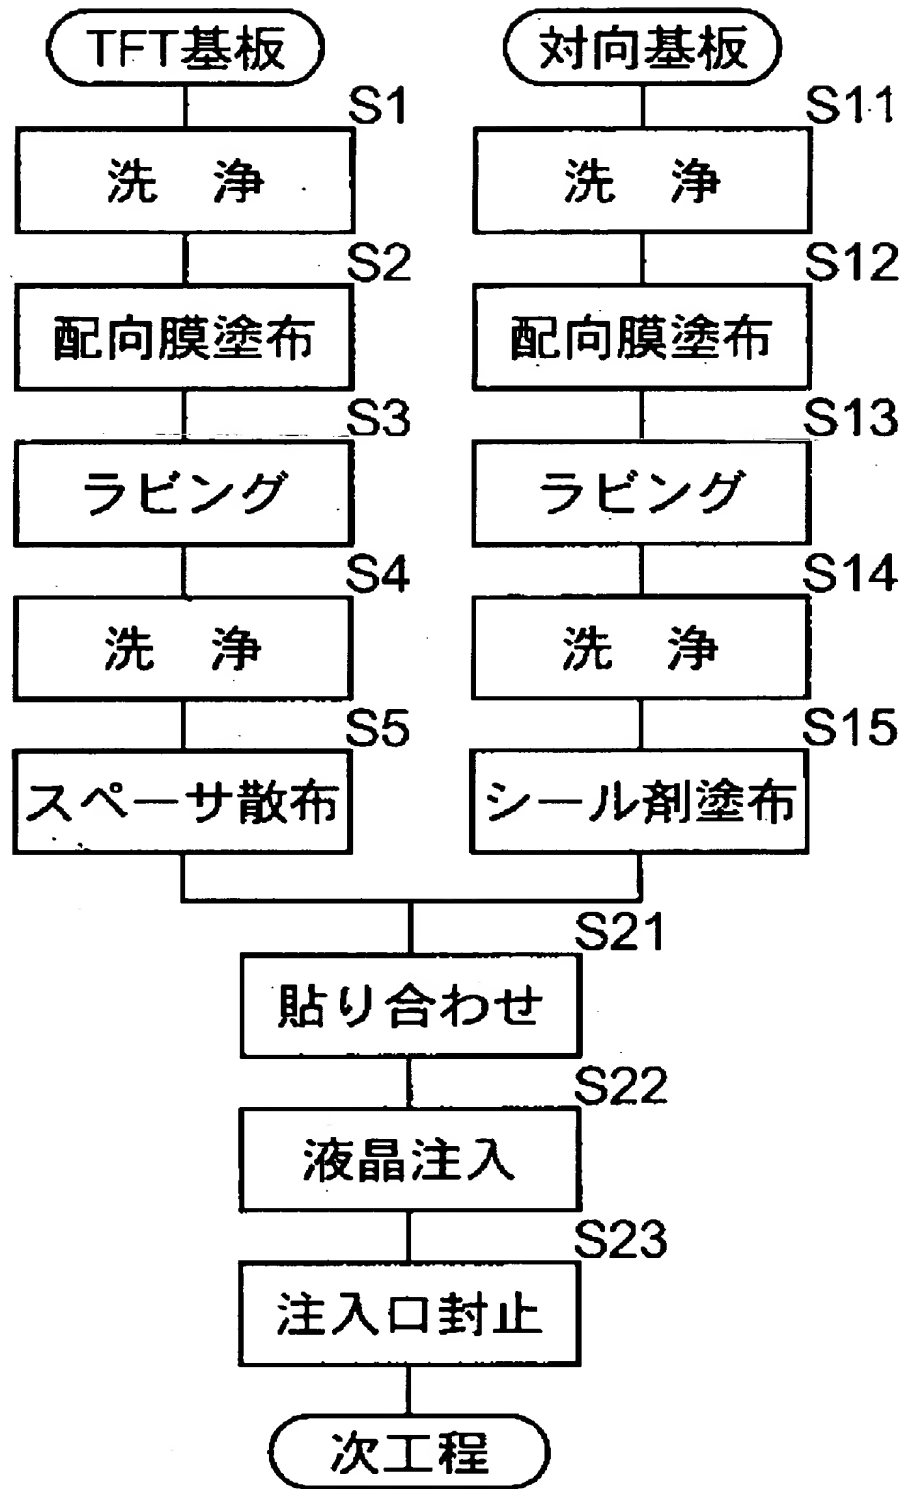 TFT基板
S1
洗 浄
S2
配向膜塗布
S3
ラビング
S4
洗 浄
S5
スペーサ散布
対向基板
S11
洗 浄
S12
配向膜塗布
S13
ラビング
S14
洗 浄
S15
シール剤塗布
S21
貼り合わせ
S22
液晶注入
S23
注入口封止
次工程